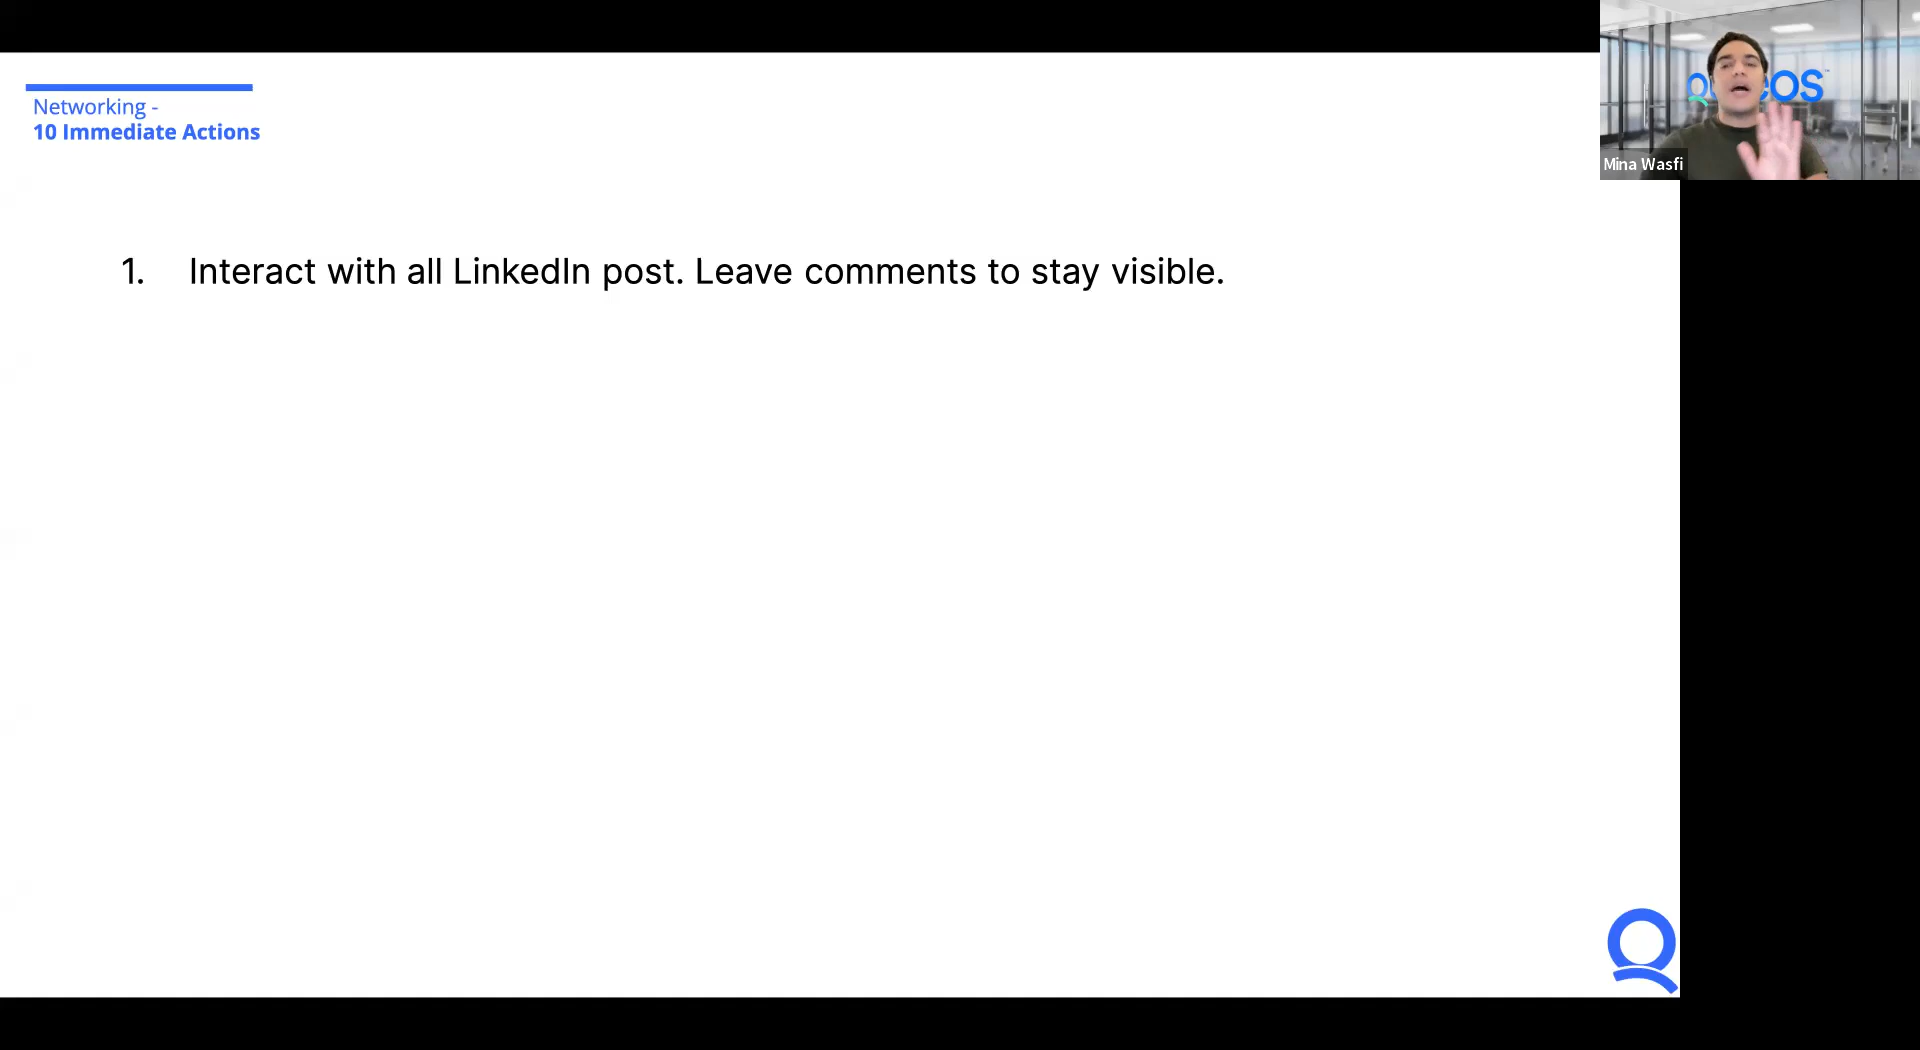 Networking -
10 Immediate Actions
1. Interact with all LinkedIn post. Leave comments to stay visible.
Mina Wasfi